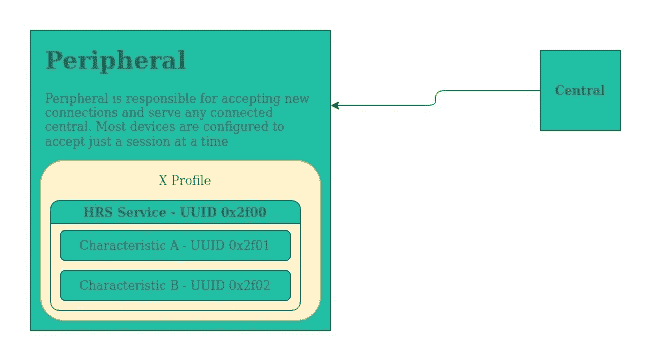 Peripheral
Peripheral is responsible for accepting new
connections and serve any connected
central. Most devices are configured to
accept just a session at a time
Central
X Profile
HRS Service - UUID 0x2f00
Characteristic A - UUID 0x2f01
Characteristic B - UUID 0x2f02